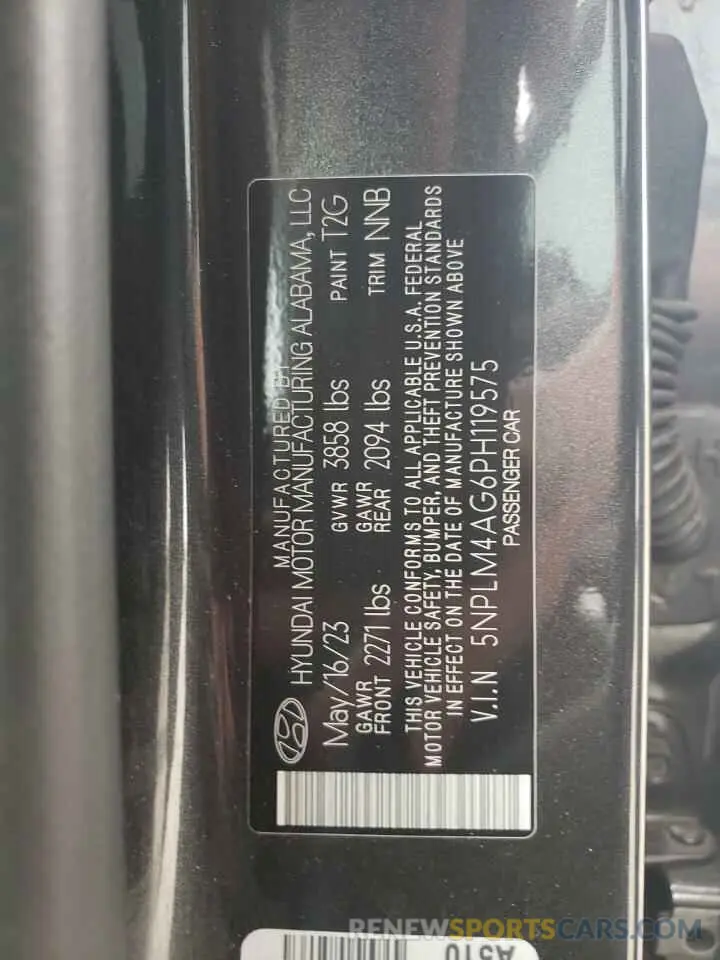 MANUFACTURED BY
HYUNDAI MOTOR MANUFACTURING ALABAMA, LLC
May/16/23 GVWR 3858 lbs PAINT T2G
GAWR FRONT 2271 lbs GAWR REAR 2094 lbs TRIM NNB
THIS VEHICLE CONFORMS TO ALL APPLICABLE U.S.A. FEDERAL
MOTOR VEHICLE SAFETY, BUMPER, AND THEFT PREVENTION STANDARDS
IN EFFECT ON THE DATE OF MANUFACTURE SHOWN ABOVE
V.I.N 5NPLM4AG6PH119575
PASSENGER CAR
A510
RENEWSPORTSCARS.COM